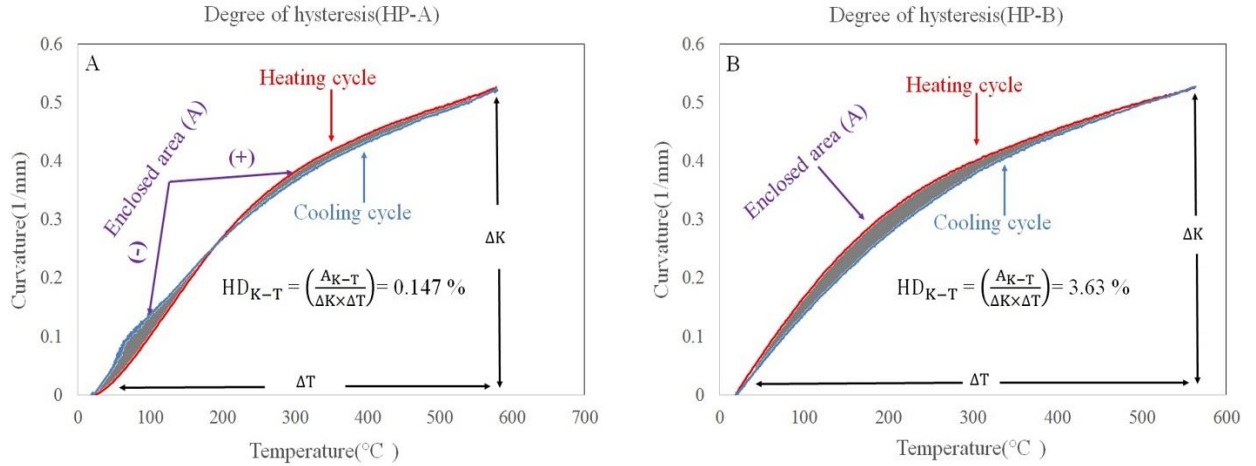 Degree of hysteresis(HP-A)
0.6
0.5
0.4
0.3
0.2
0.1
0
A
Heating cycle
Enclosed area (A)
(+)
(-)
Cooling cycle
ΔK
HD_{K−T} = (A_{K−T}/ΔK×ΔT)= 0.147 %
ΔT
0 100 200 300 400 500 600 700
Curvature(1/mm)
Temperature(°C )
Degree of hysteresis(HP-B)
0.6
0.5
0.4
0.3
0.2
0.1
0
B
Heating cycle
Enclosed area (A)
Cooling cycle
ΔK
HD_{K−T} = (A_{K−T}/ΔK×ΔT)= 3.63 %
ΔT
0 100 200 300 400 500 600
Curvature(1/mm)
Temperature(°C )